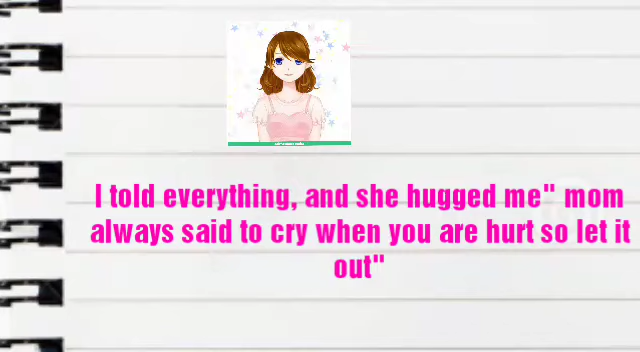 I told everything, and she hugged me" mom
always said to cry when you are hurt so let it
out"